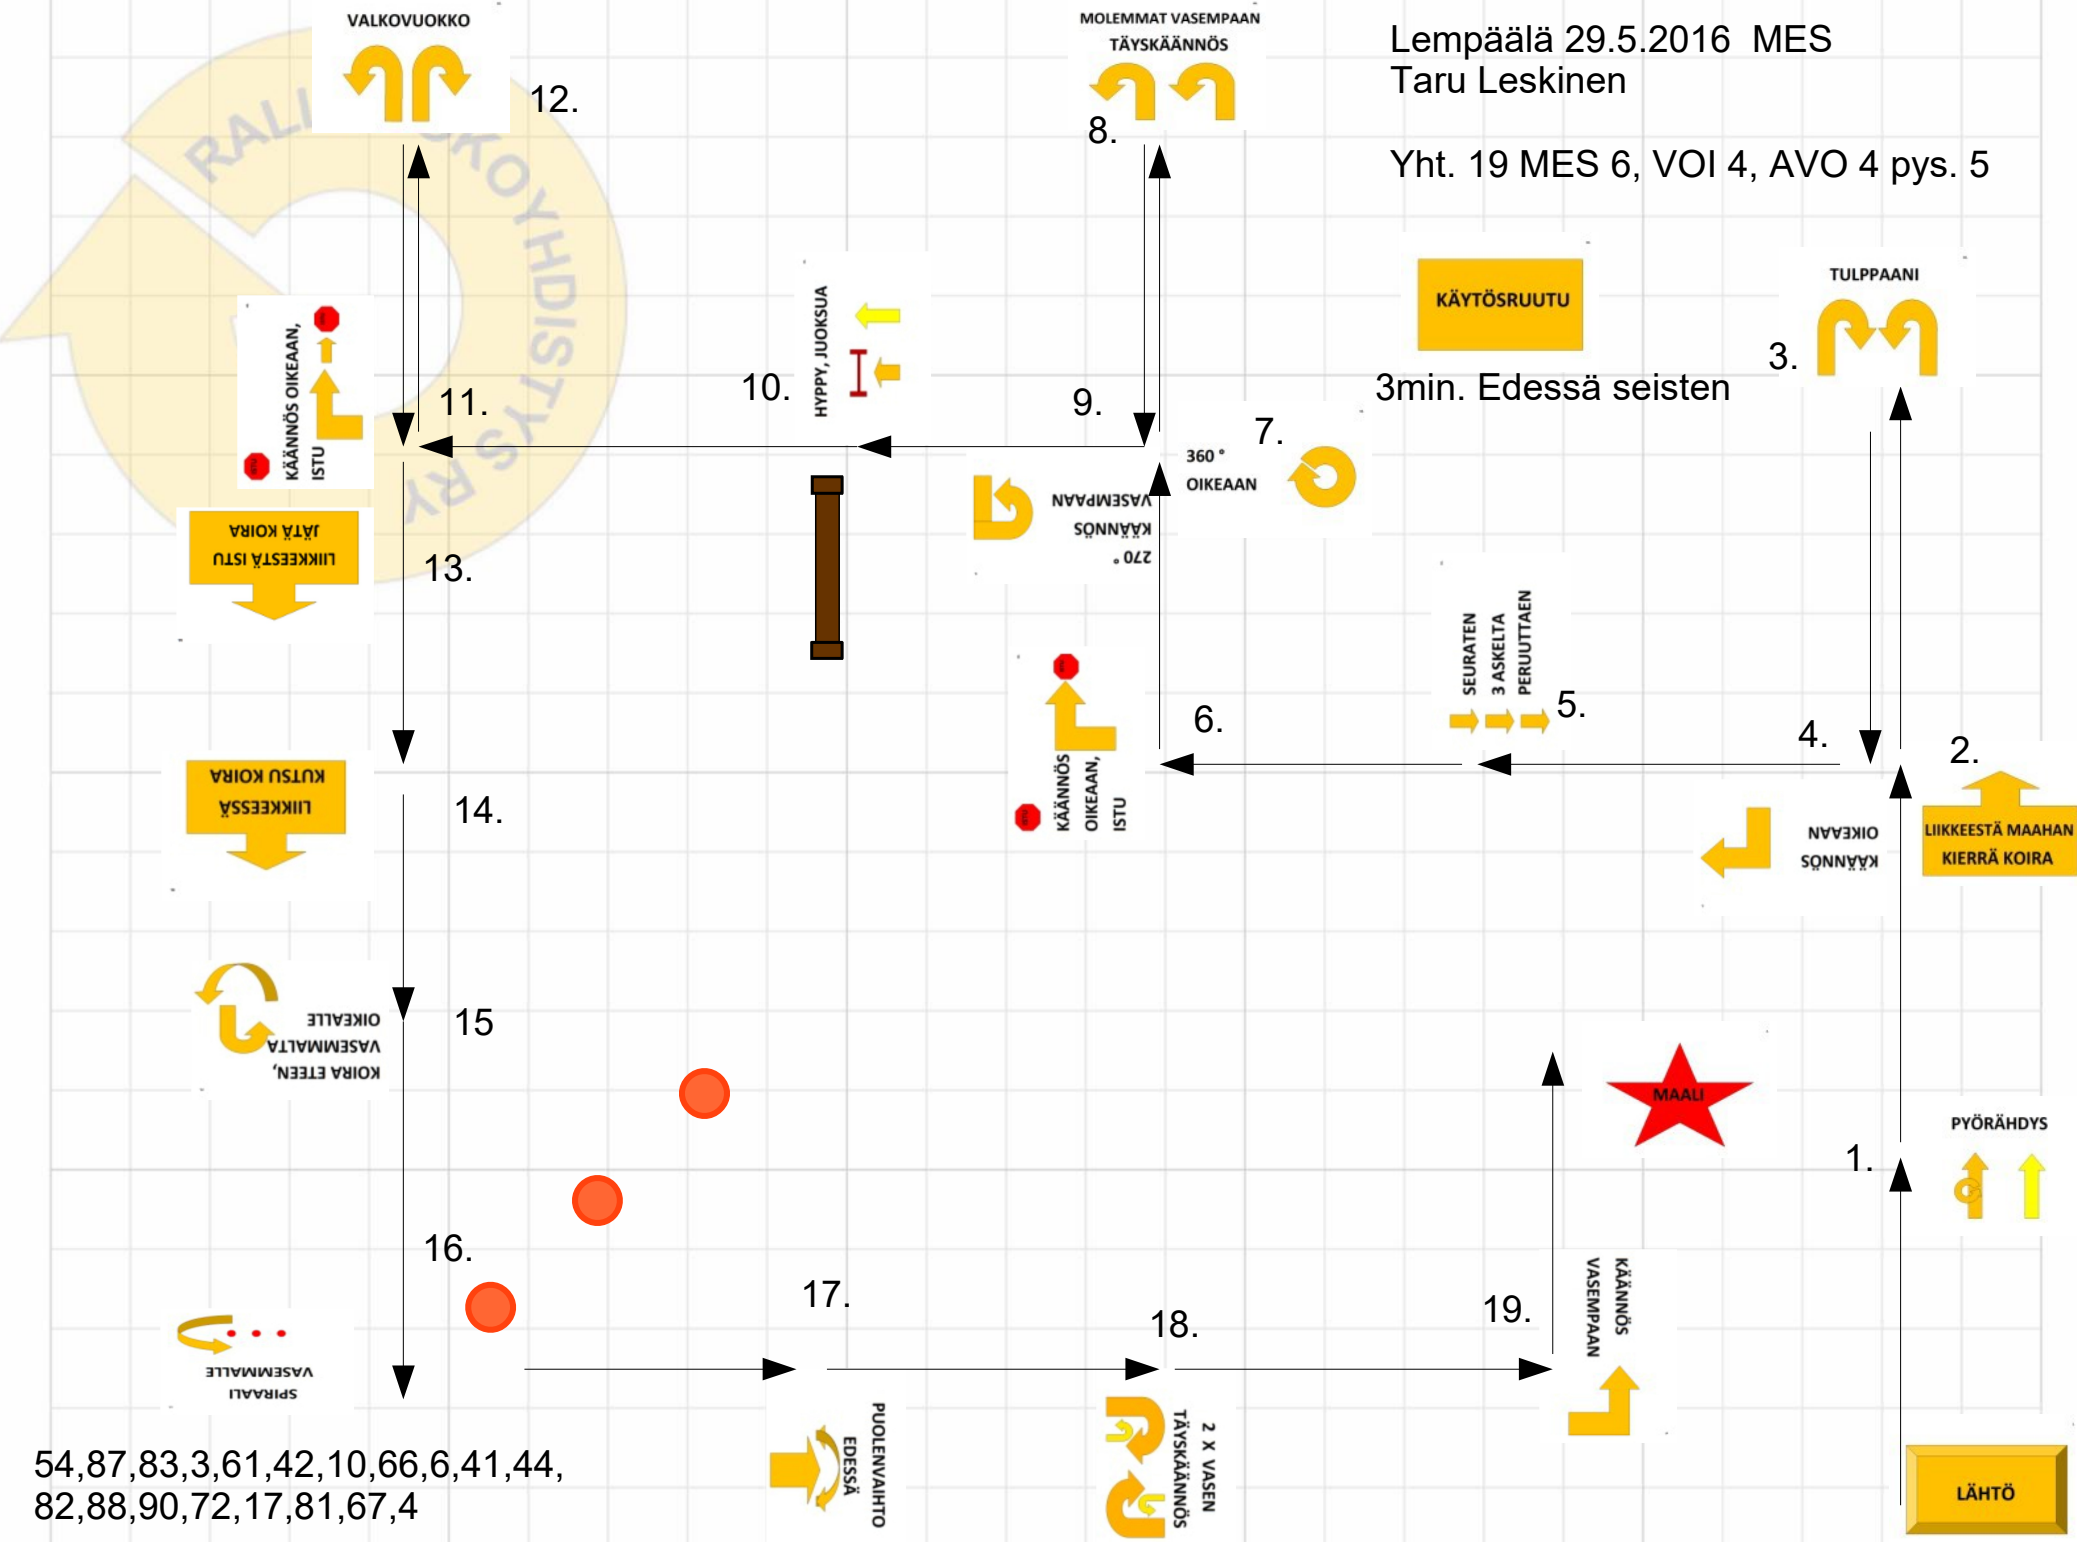 VALKOVUOKKO
12.
MOLEMMAT VASEMPAAN
TÄYSKÄÄNNÖS
8.
Lempäälä 29.5.2016 MES
Taru Leskinen
Yht. 19 MES 6, VOI 4, AVO 4 pys. 5
RALLY-TOKOYHDISTYS RY
KÄYTÖSRUUTU
3min. Edessä seisten
TULPPAANI
3.
KÄÄNNÖS OIKEAAN,
ISTU
11.
HYPPY, JUOKSUA
10.
9.
270°
KÄÄNNÖS
VASEMPAAN
7.
360°
OIKEAAN
LIIKKEESTÄ ISTU
JÄTÄ KOIRA
13.
SEURATEN
3 ASKELTA
PERUUTTAEN
5.
KÄÄNNÖS
OIKEAAN,
ISTU
6.
4.
KÄÄNNÖS
OIKEAAN
2.
LIIKKEESTÄ MAAHAN
KIERRÄ KOIRA
LIIKKEESSÄ
KUTSU KOIRA
14.
KOIRA ETEEN,
VASEMMALTA
OIKEALLE
15
MAALI
PYÖRÄHDYS
1.
16.
SPIRAALI
VASEMMALLE
17.
PUOLENVAIHTO
EDESSÄ
18.
2 X VASEN
TÄYSKÄÄNNÖS
19.
KÄÄNNÖS
VASEMPAAN
LÄHTÖ
54,87,83,3,61,42,10,66,6,41,44,
82,88,90,72,17,81,67,4